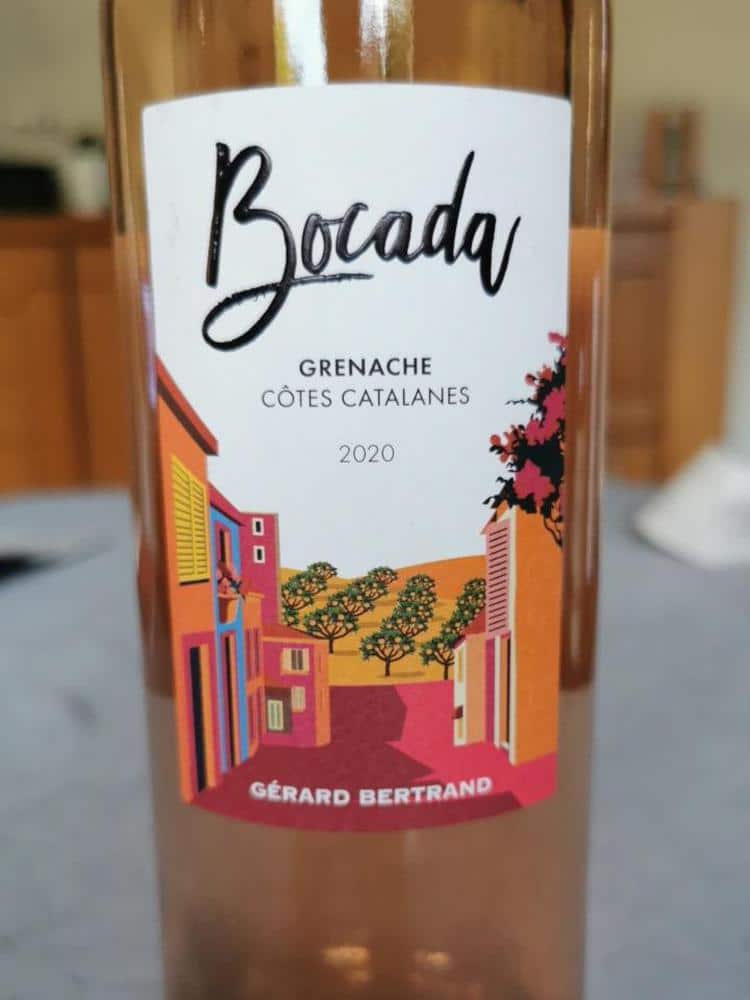 Bocada
GRENACHE
CÔTES CATALANES
2020
GÉRARD BERTRAND